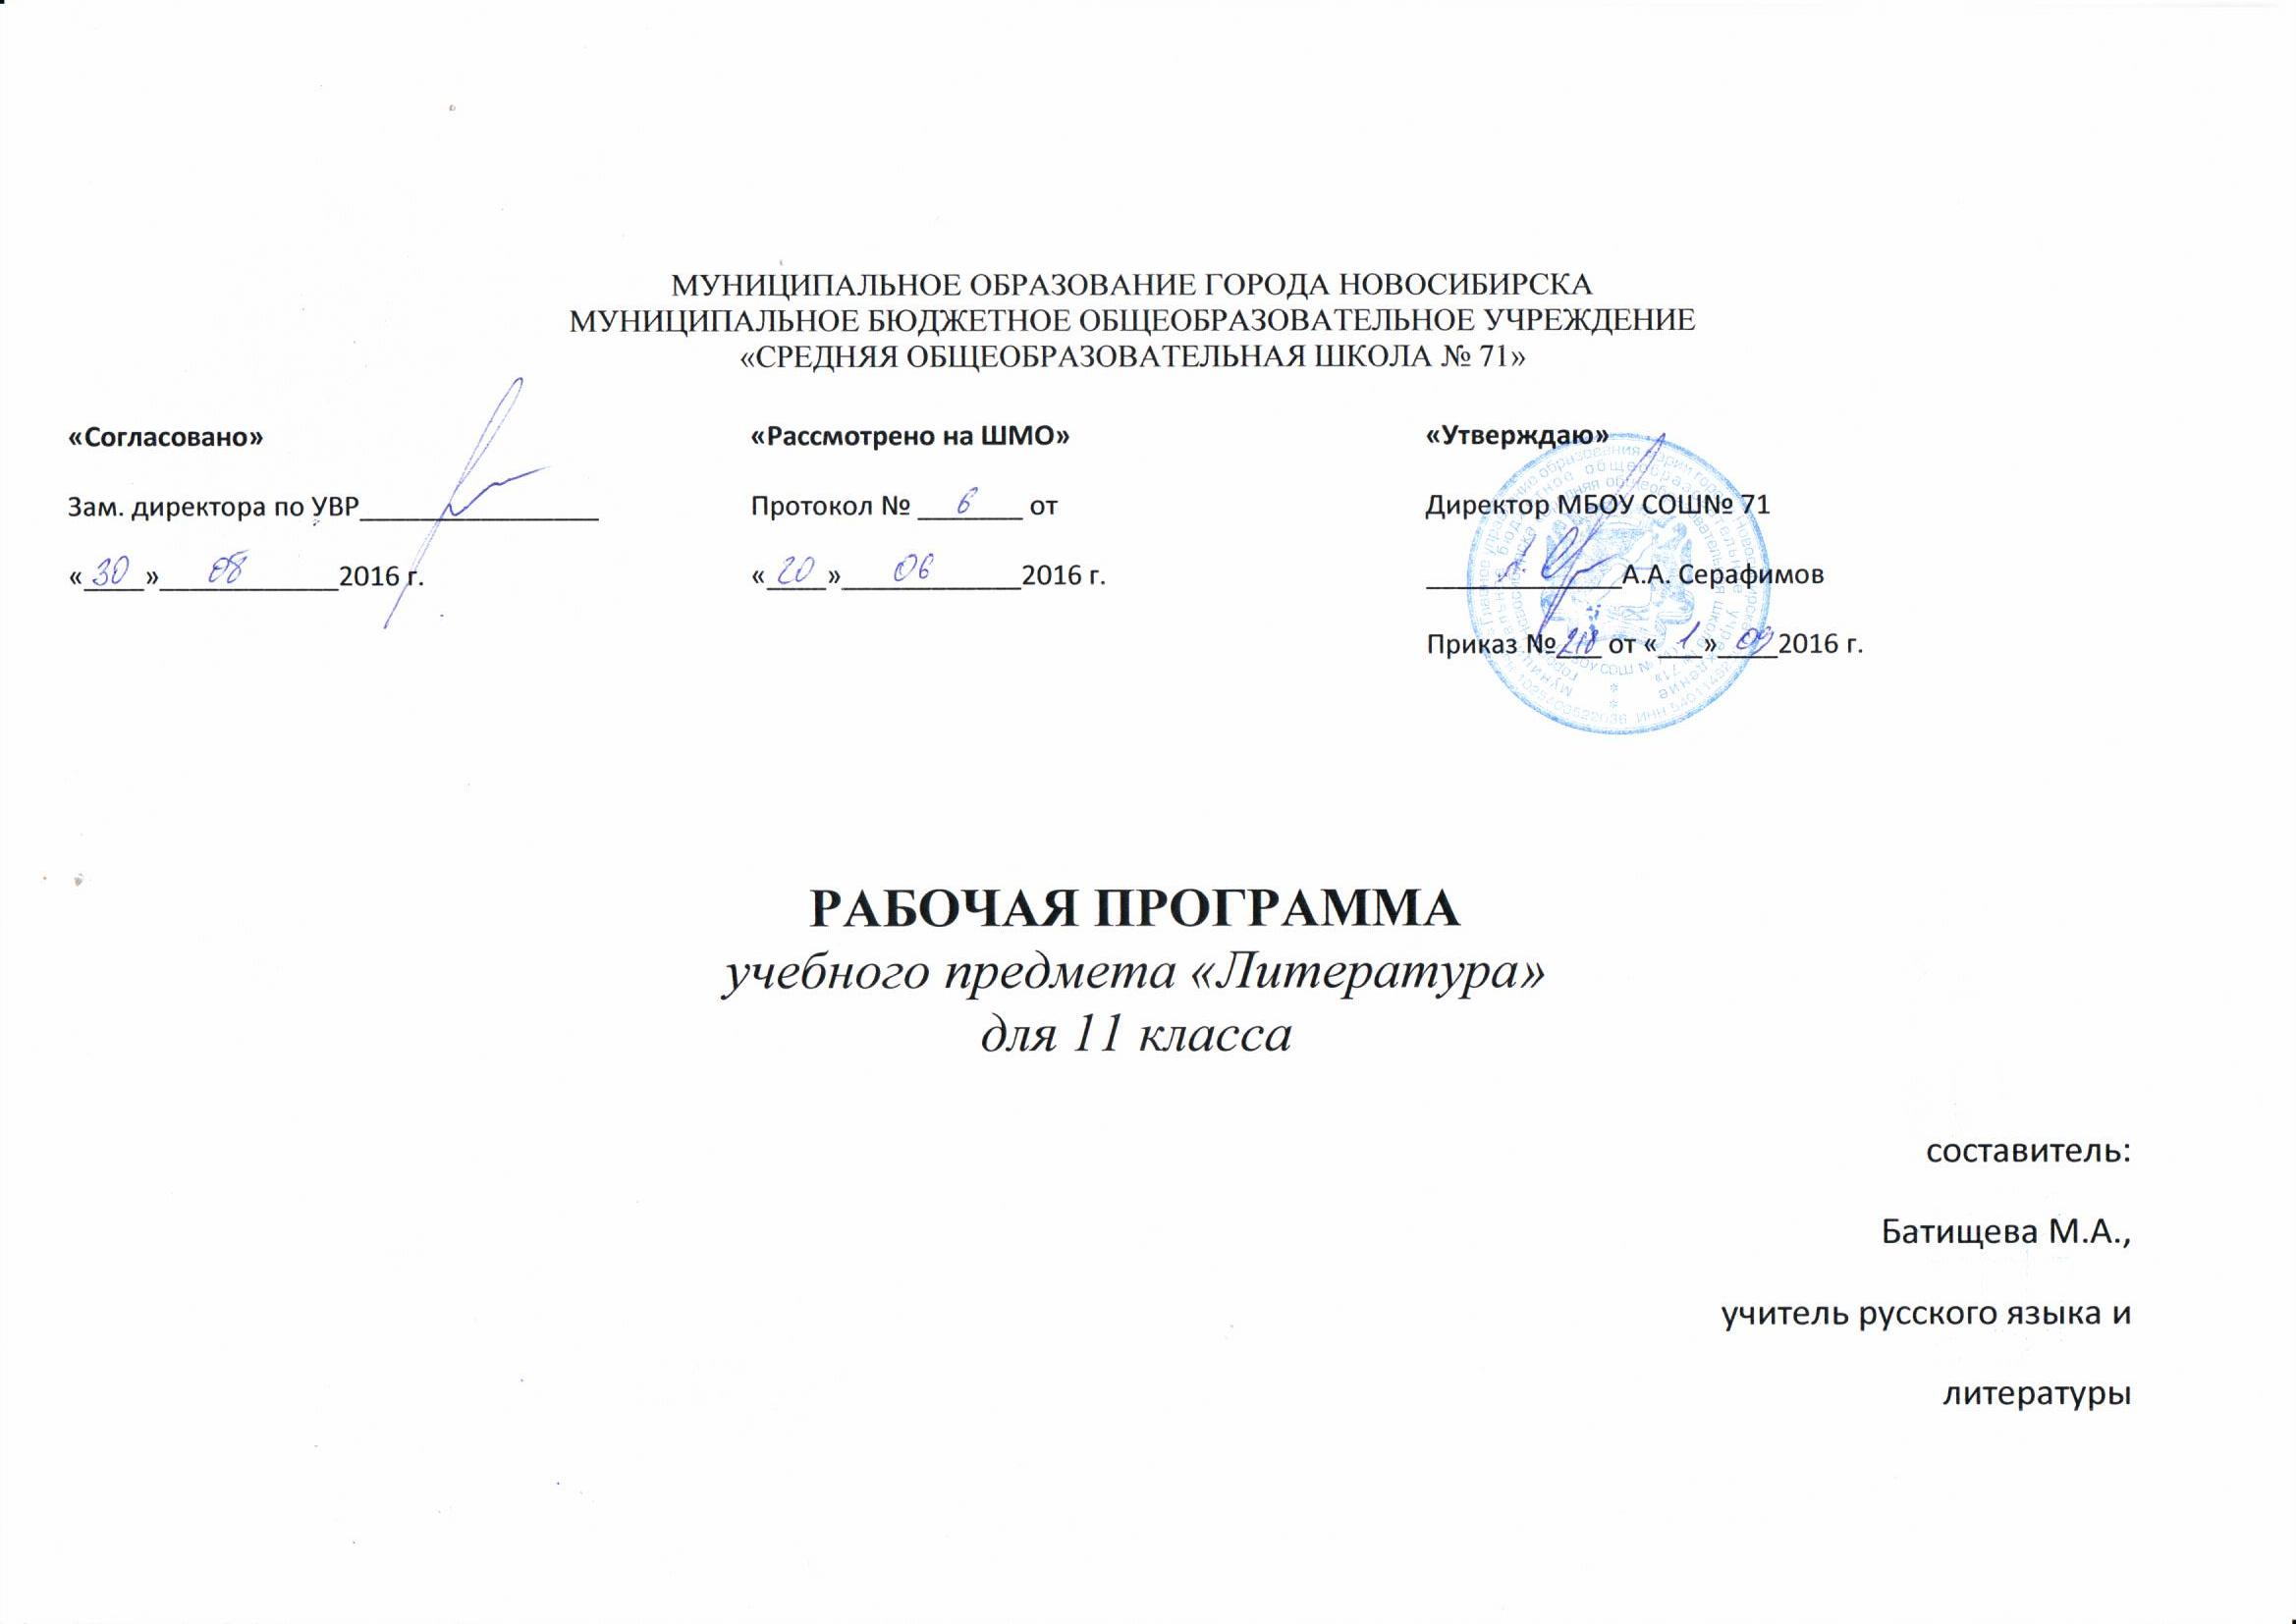 МУНИЦИПАЛЬНОЕ ОБРАЗОВАНИЕ ГОРОДА НОВОСИБИРСКА
МУНИЦИПАЛЬНОЕ БЮДЖЕТНОЕ ОБЩЕОБРАЗОВАТЕЛЬНОЕ УЧРЕЖДЕНИЕ
«СРЕДНЯЯ ОБЩЕОБРАЗОВАТЕЛЬНАЯ ШКОЛА № 71»
«Согласовано»
Зам. директора по УВР
«30» 08 2016 г.
«Рассмотрено на ШМО»
Протокол № 6 от
«20» 06 2016 г.
«Утверждаю»
Директор МБОУ СОШ№ 71
А.А. Серафимов
Приказ № 218 от «1» 09 2016 г.
РАБОЧАЯ ПРОГРАММА
учебного предмета «Литература»
для 11 класса
составитель:
Батищева М.А.,
учитель русского языка и
литературы